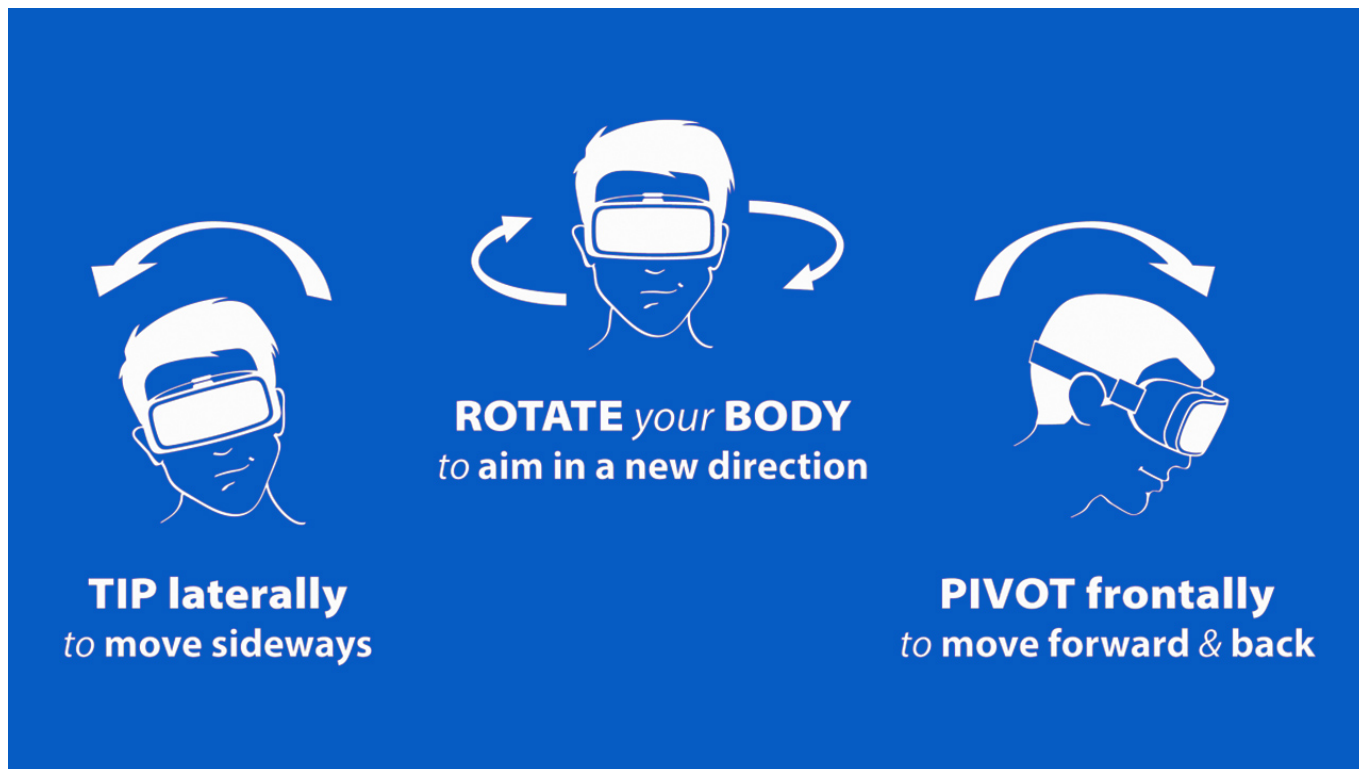 ROTATE your BODY
to aim in a new direction
TIP laterally
to move sideways
PIVOT frontally
to move forward & back